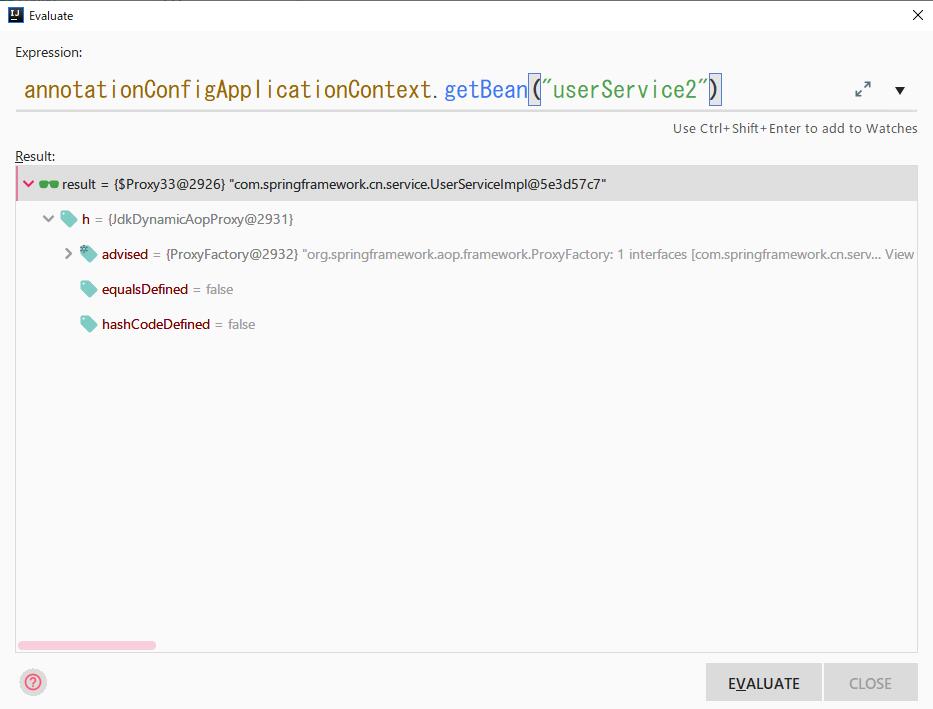 Evaluate
Expression:
annotationConfigApplicationContext.getBean("userService2")
Use Ctrl+Shift+Enter to add to Watches
Result:
result = {$Proxy33@2926} "com.springframework.cn.service.UserServiceImpl@5e3d57c7"
h = {JdkDynamicAopProxy@2931}
advised = {ProxyFactory@2932} "org.springframework.aop.framework.ProxyFactory: 1 interfaces [com.springframework.cn.serv... View
equalsDefined = false
hashCodeDefined = false
EVALUATE CLOSE